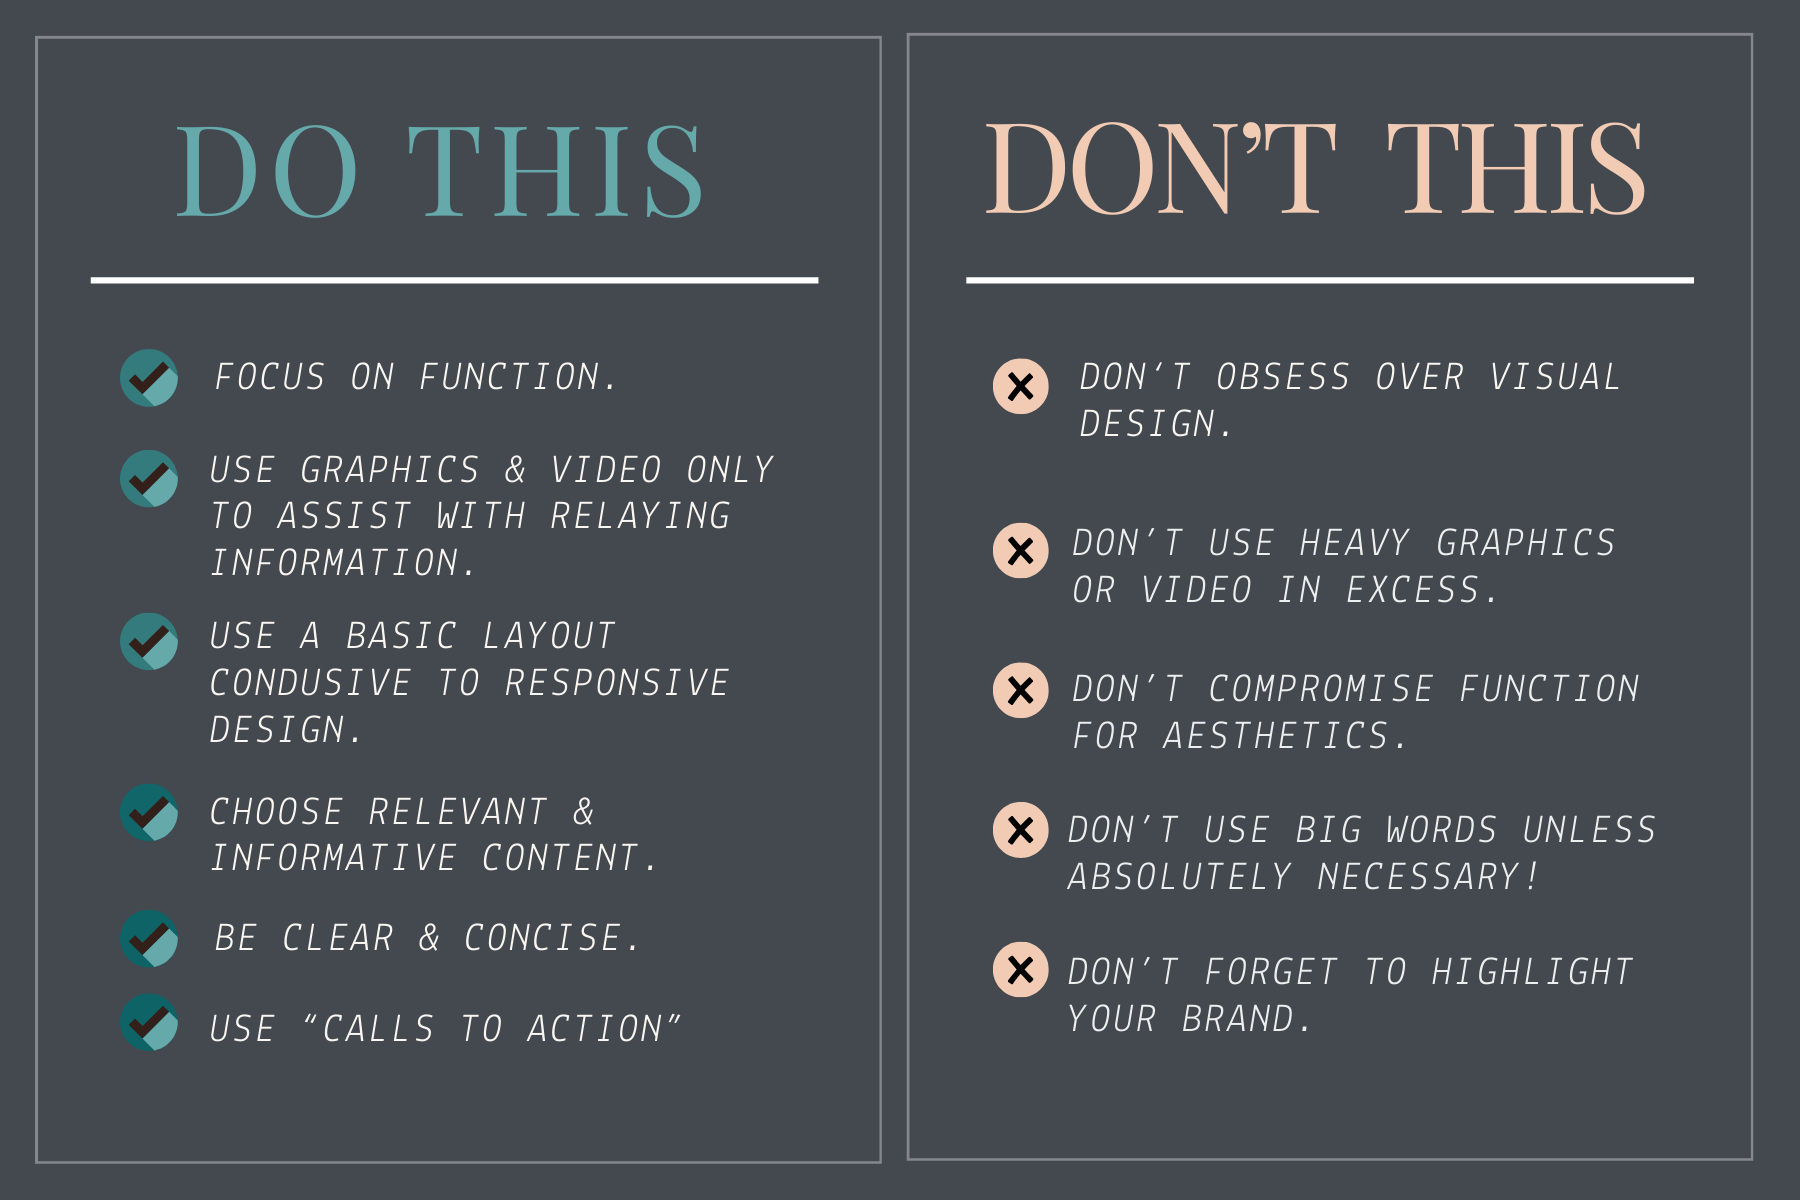 DO THIS
FOCUS ON FUNCTION.
USE GRAPHICS & VIDEO ONLY
TO ASSIST WITH RELAYING
INFORMATION.
USE A BASIC LAYOUT
CONDUSIVE TO RESPONSIVE
DESIGN.
CHOOSE RELEVANT &
INFORMATIVE CONTENT.
BE CLEAR & CONCISE.
USE “CALLS TO ACTION”
DON’T THIS
DON‘T OBSESS OVER VISUAL
DESIGN.
DON’T USE HEAVY GRAPHICS
OR VIDEO IN EXCESS.
DON’T COMPROMISE FUNCTION
FOR AESTHETICS.
DON’T USE BIG WORDS UNLESS
ABSOLUTELY NECESSARY!
DON’T FORGET TO HIGHLIGHT
YOUR BRAND.